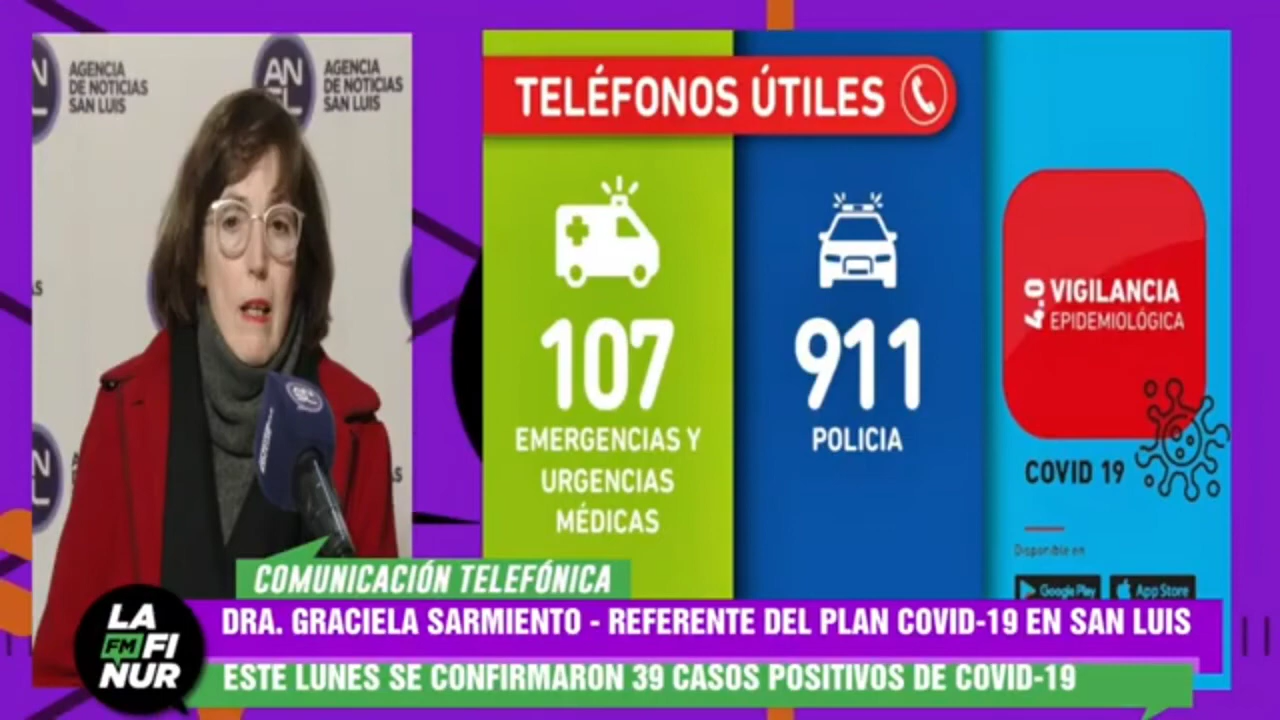 AN
L
AGENCIA
DE NOTICIAS
SAN LUIS
AGENCIA
DE NOTICIAS
SAN LUIS
TELÉFONOS ÚTILES
107
EMERGENCIAS Y
URGENCIAS
MÉDICAS
911
POLICIA
4.0 VIGILANCIA
EPIDEMIOLÓGICA
COVID 19
Disponible en
Google Play
App Store
COMUNICACIÓN TELEFÓNICA
LA
FM FI
NUR
DRA. GRACIELA SARMIENTO - REFERENTE DEL PLAN COVID-19 EN SAN LUIS
ESTE LUNES SE CONFIRMARON 39 CASOS POSITIVOS DE COVID-19